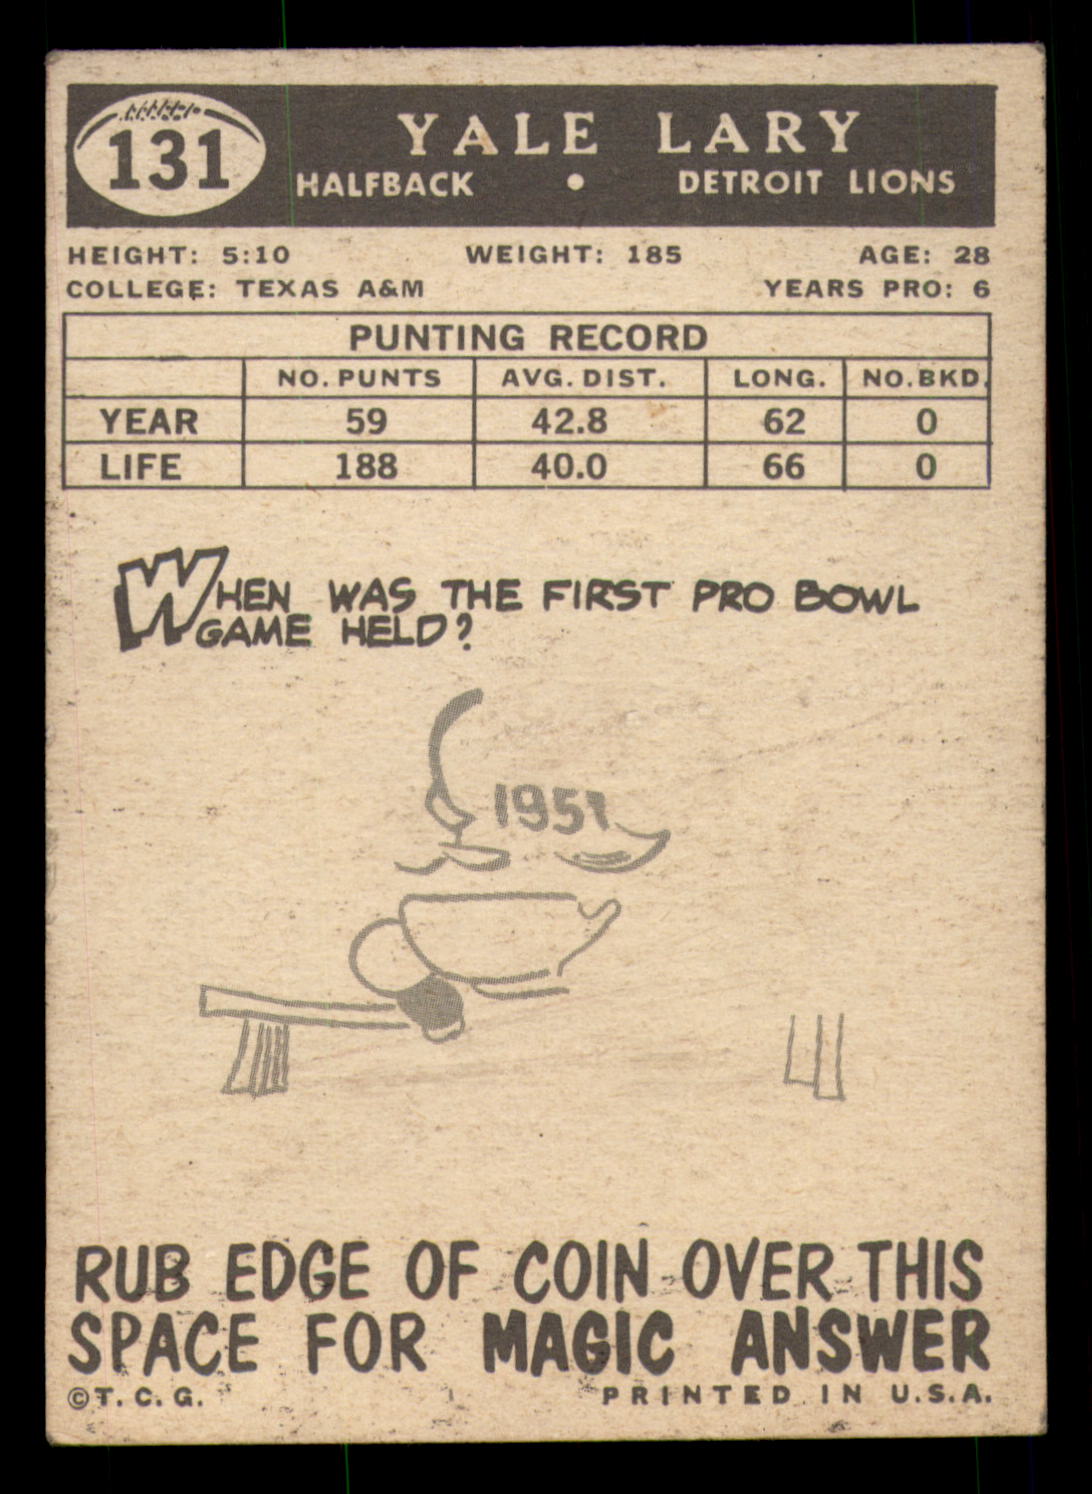 131
YALE LARY
HALFBACK • DETROIT LIONS
HEIGHT: 5:10 WEIGHT: 185 AGE: 28
COLLEGE: TEXAS A&M YEARS PRO: 6
PUNTING RECORD
NO. PUNTS AVG. DIST. LONG. NO. BKD.
YEAR 59 42.8 62 0
LIFE 188 40.0 66 0
WHEN WAS THE FIRST PRO BOWL
GAME HELD?
1951
RUB EDGE OF COIN OVER THIS
SPACE FOR MAGIC ANSWER
©T. C. G. PRINTED IN U.S.A.